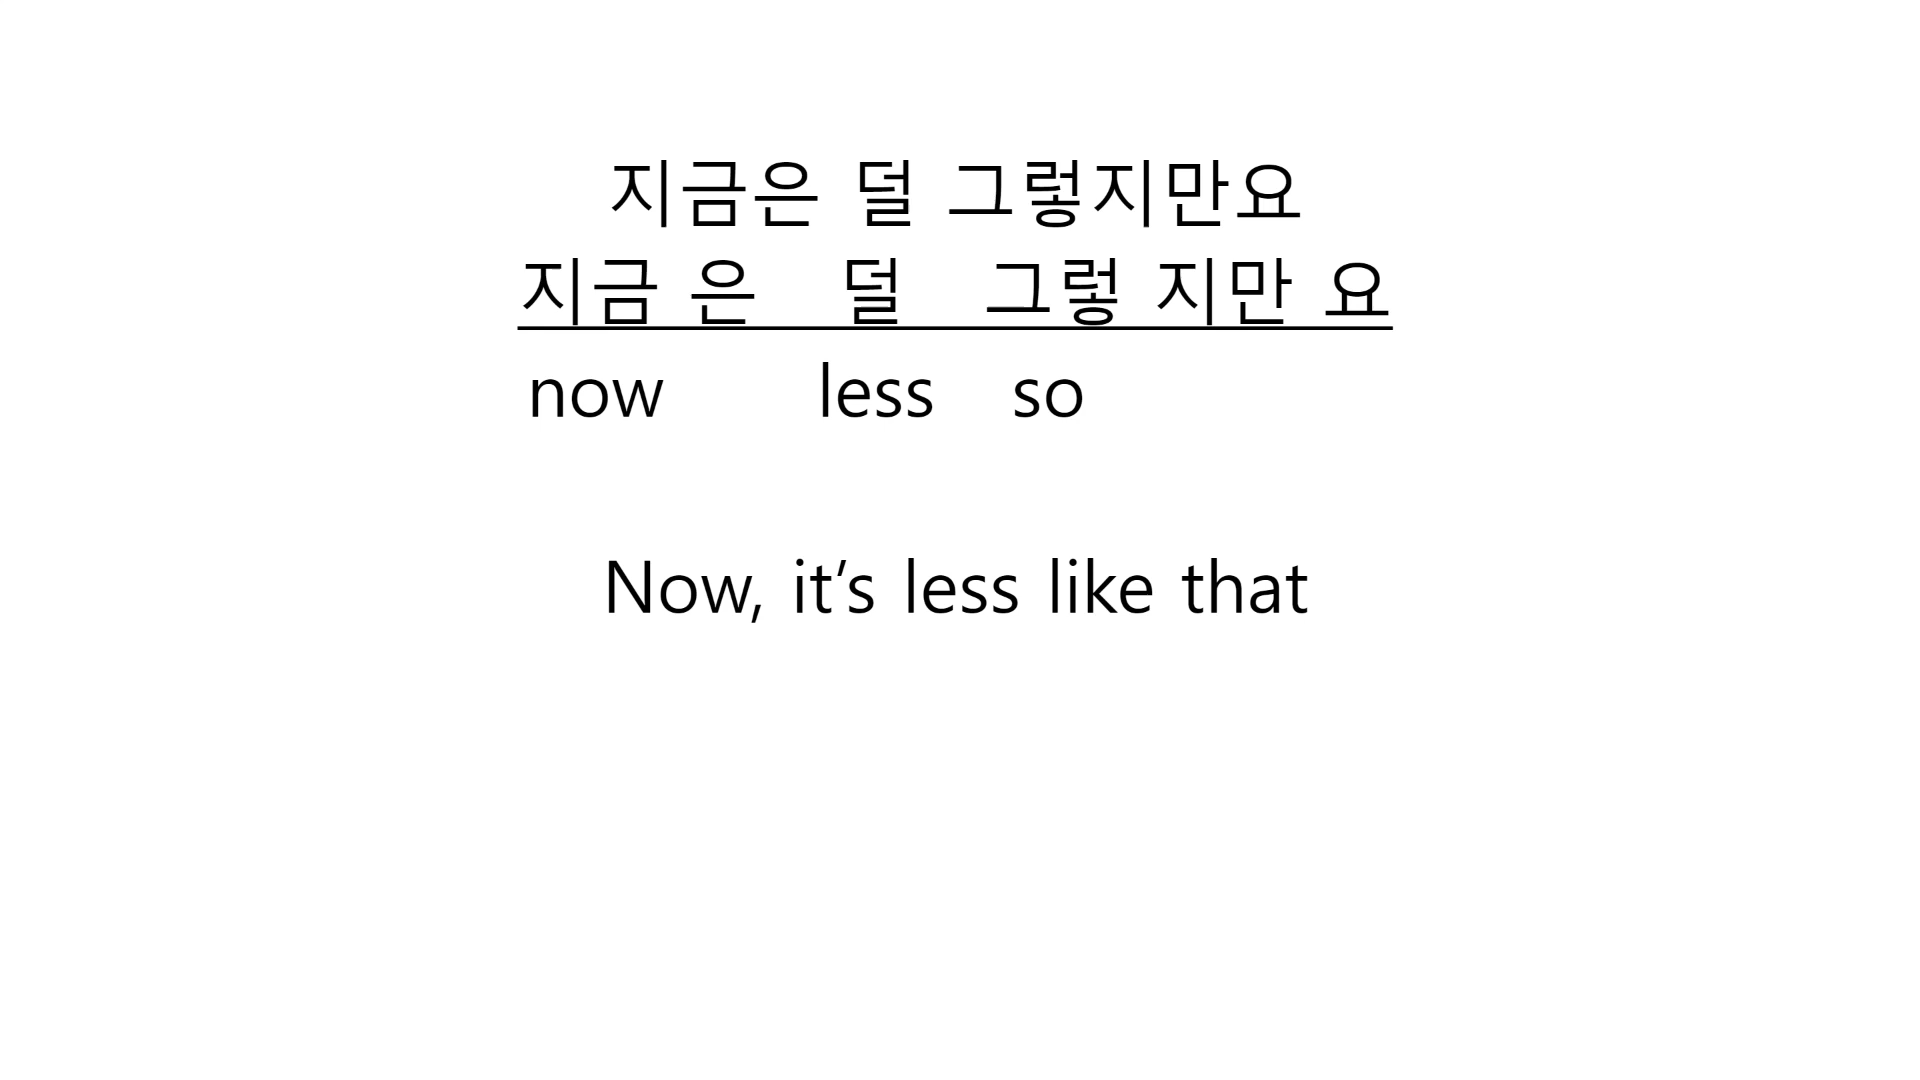 지금은 덜 그렇지만요
지금 은 덜 그렇 지만 요
now less so
Now, it’s less like that